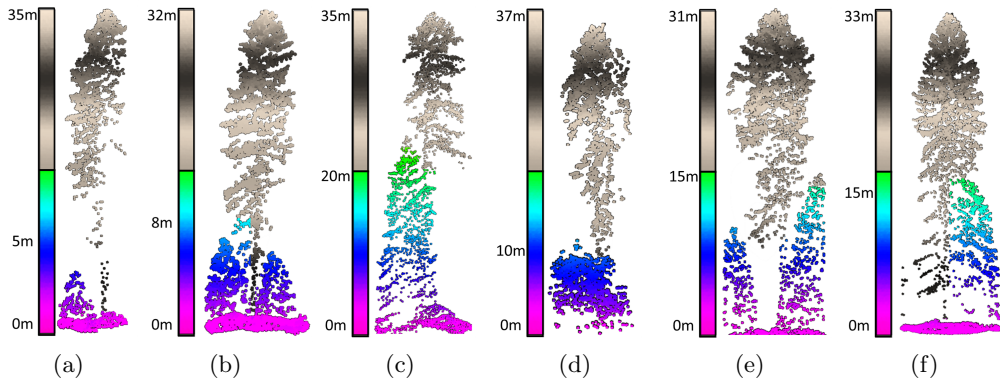 35m 32m 35m 37m 31m 33m
20m 15m 15m
5m 8m 10m
0m 0m 0m 0m 0m 0m
(a) (b) (c) (d) (e) (f)